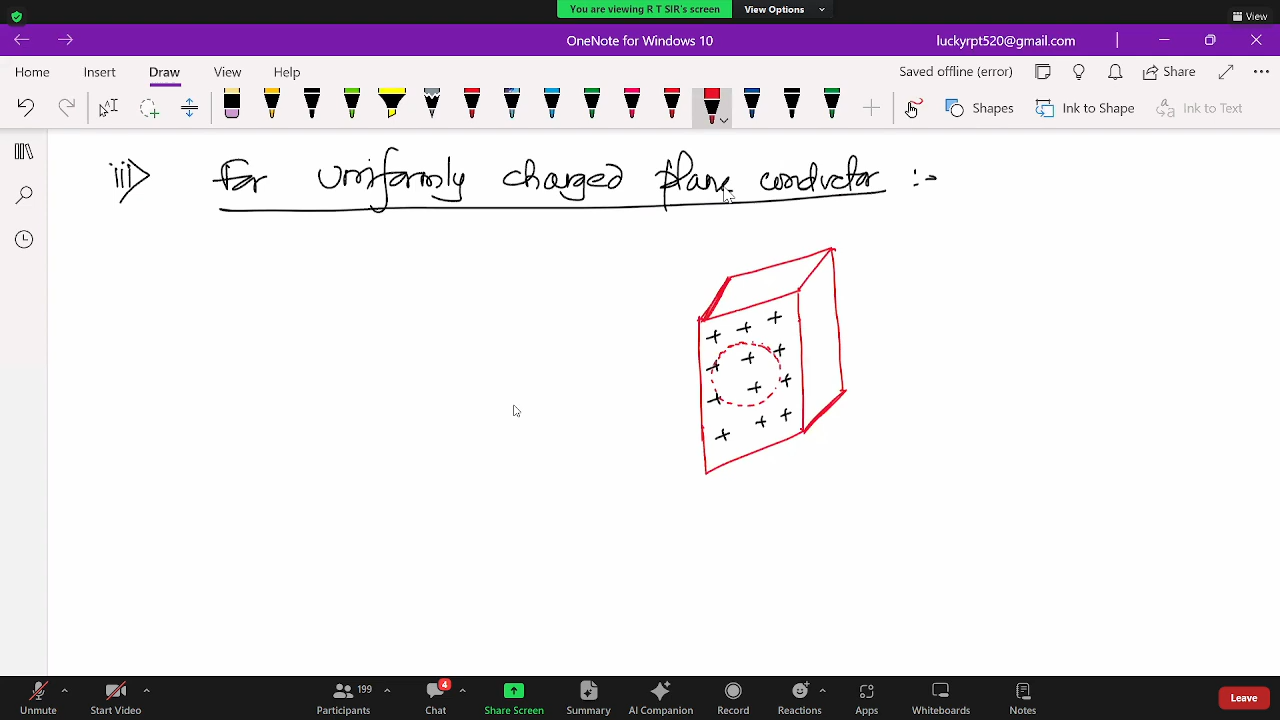 You are viewing R T SIR's screen
View Options
View
OneNote for Windows 10
luckyrpt520@gmail.com
Home
Insert
Draw
View
Help
Saved offline (error)
Share
Shapes
Ink to Shape
Ink to Text
iii) For uniformly charged plane conductor :-
+ + +
+ + +
+ + +
+ + +
Unmute
Start Video
Participants
199
Chat
4
Share Screen
Summary
AI Companion
Record
Reactions
Apps
Whiteboards
Notes
Leave